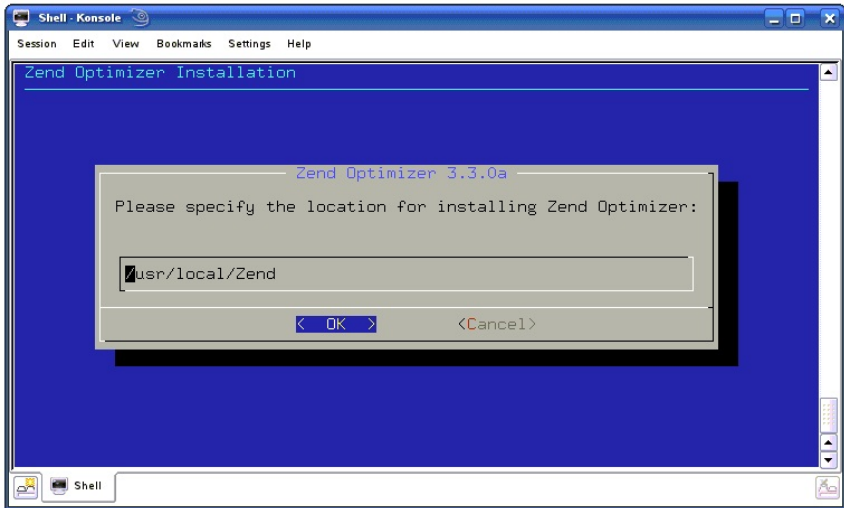 Shell - Konsole
Session Edit View Bookmarks Settings Help
Zend Optimizer Installation
Zend Optimizer 3.3.0a
Please specify the location for installing Zend Optimizer:
/usr/local/Zend
< OK > <Cancel>
Shell